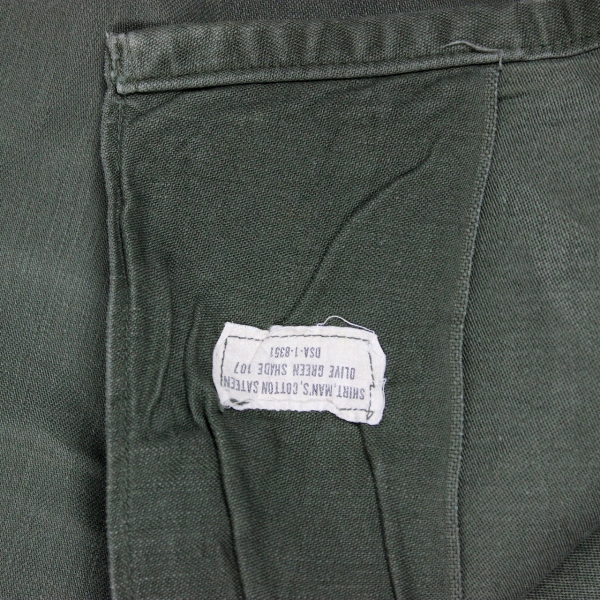 SHIRT, MAN'S, COTTON SATEEN
OLIVE GREEN SHADE 107
DSA-1-8351